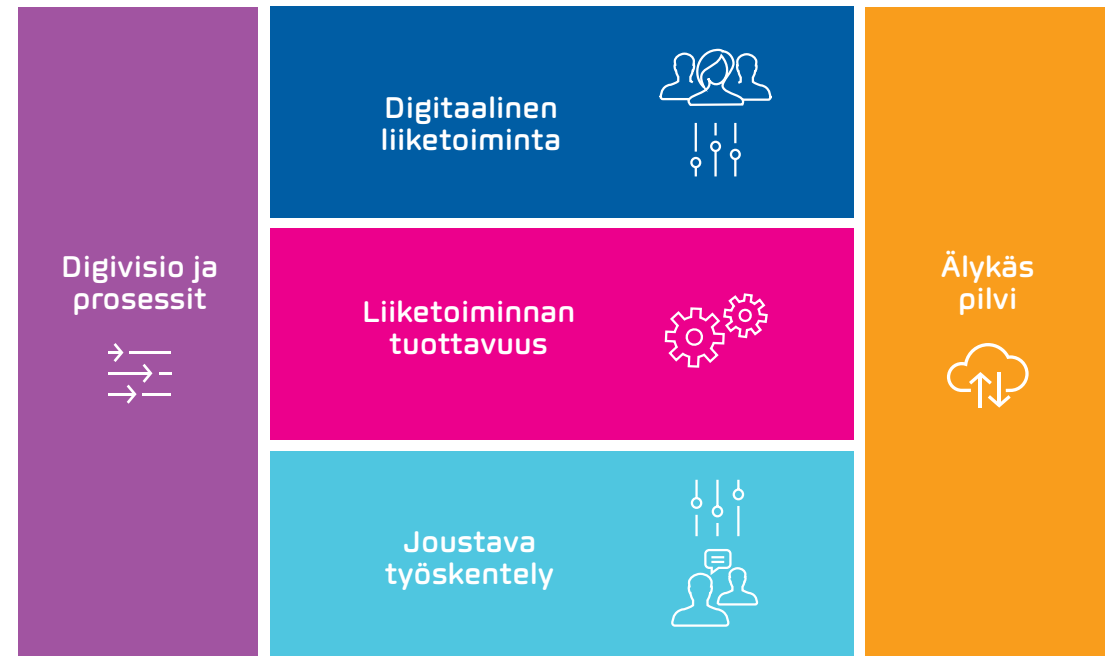 Digivisio ja
prosessit
Digitaalinen
liiketoiminta
Liiketoiminnan
tuottavuus
Joustava
työskentely
Älykäs
pilvi